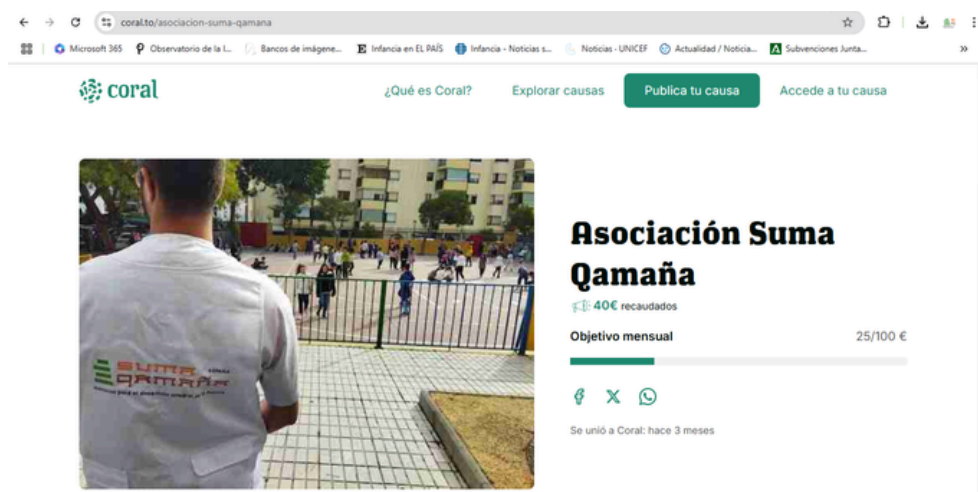 coral.to/asociacion-suma-qamana
Microsoft 365 Observatorio de la l... Bancos de imágene... Infancia en EL PAÍS Infancia - Noticias s... Noticias - UNICEF Actualidad / Noticia... Subvenciones Junta... »
coral ¿Qué es Coral? Explorar causas Publica tu causa Accede a tu causa
Asociación Suma
Qamaña
40€ recaudados
Objetivo mensual 25/100 €
Se unió a Coral: hace 3 meses
SUMA
QAMAÑA